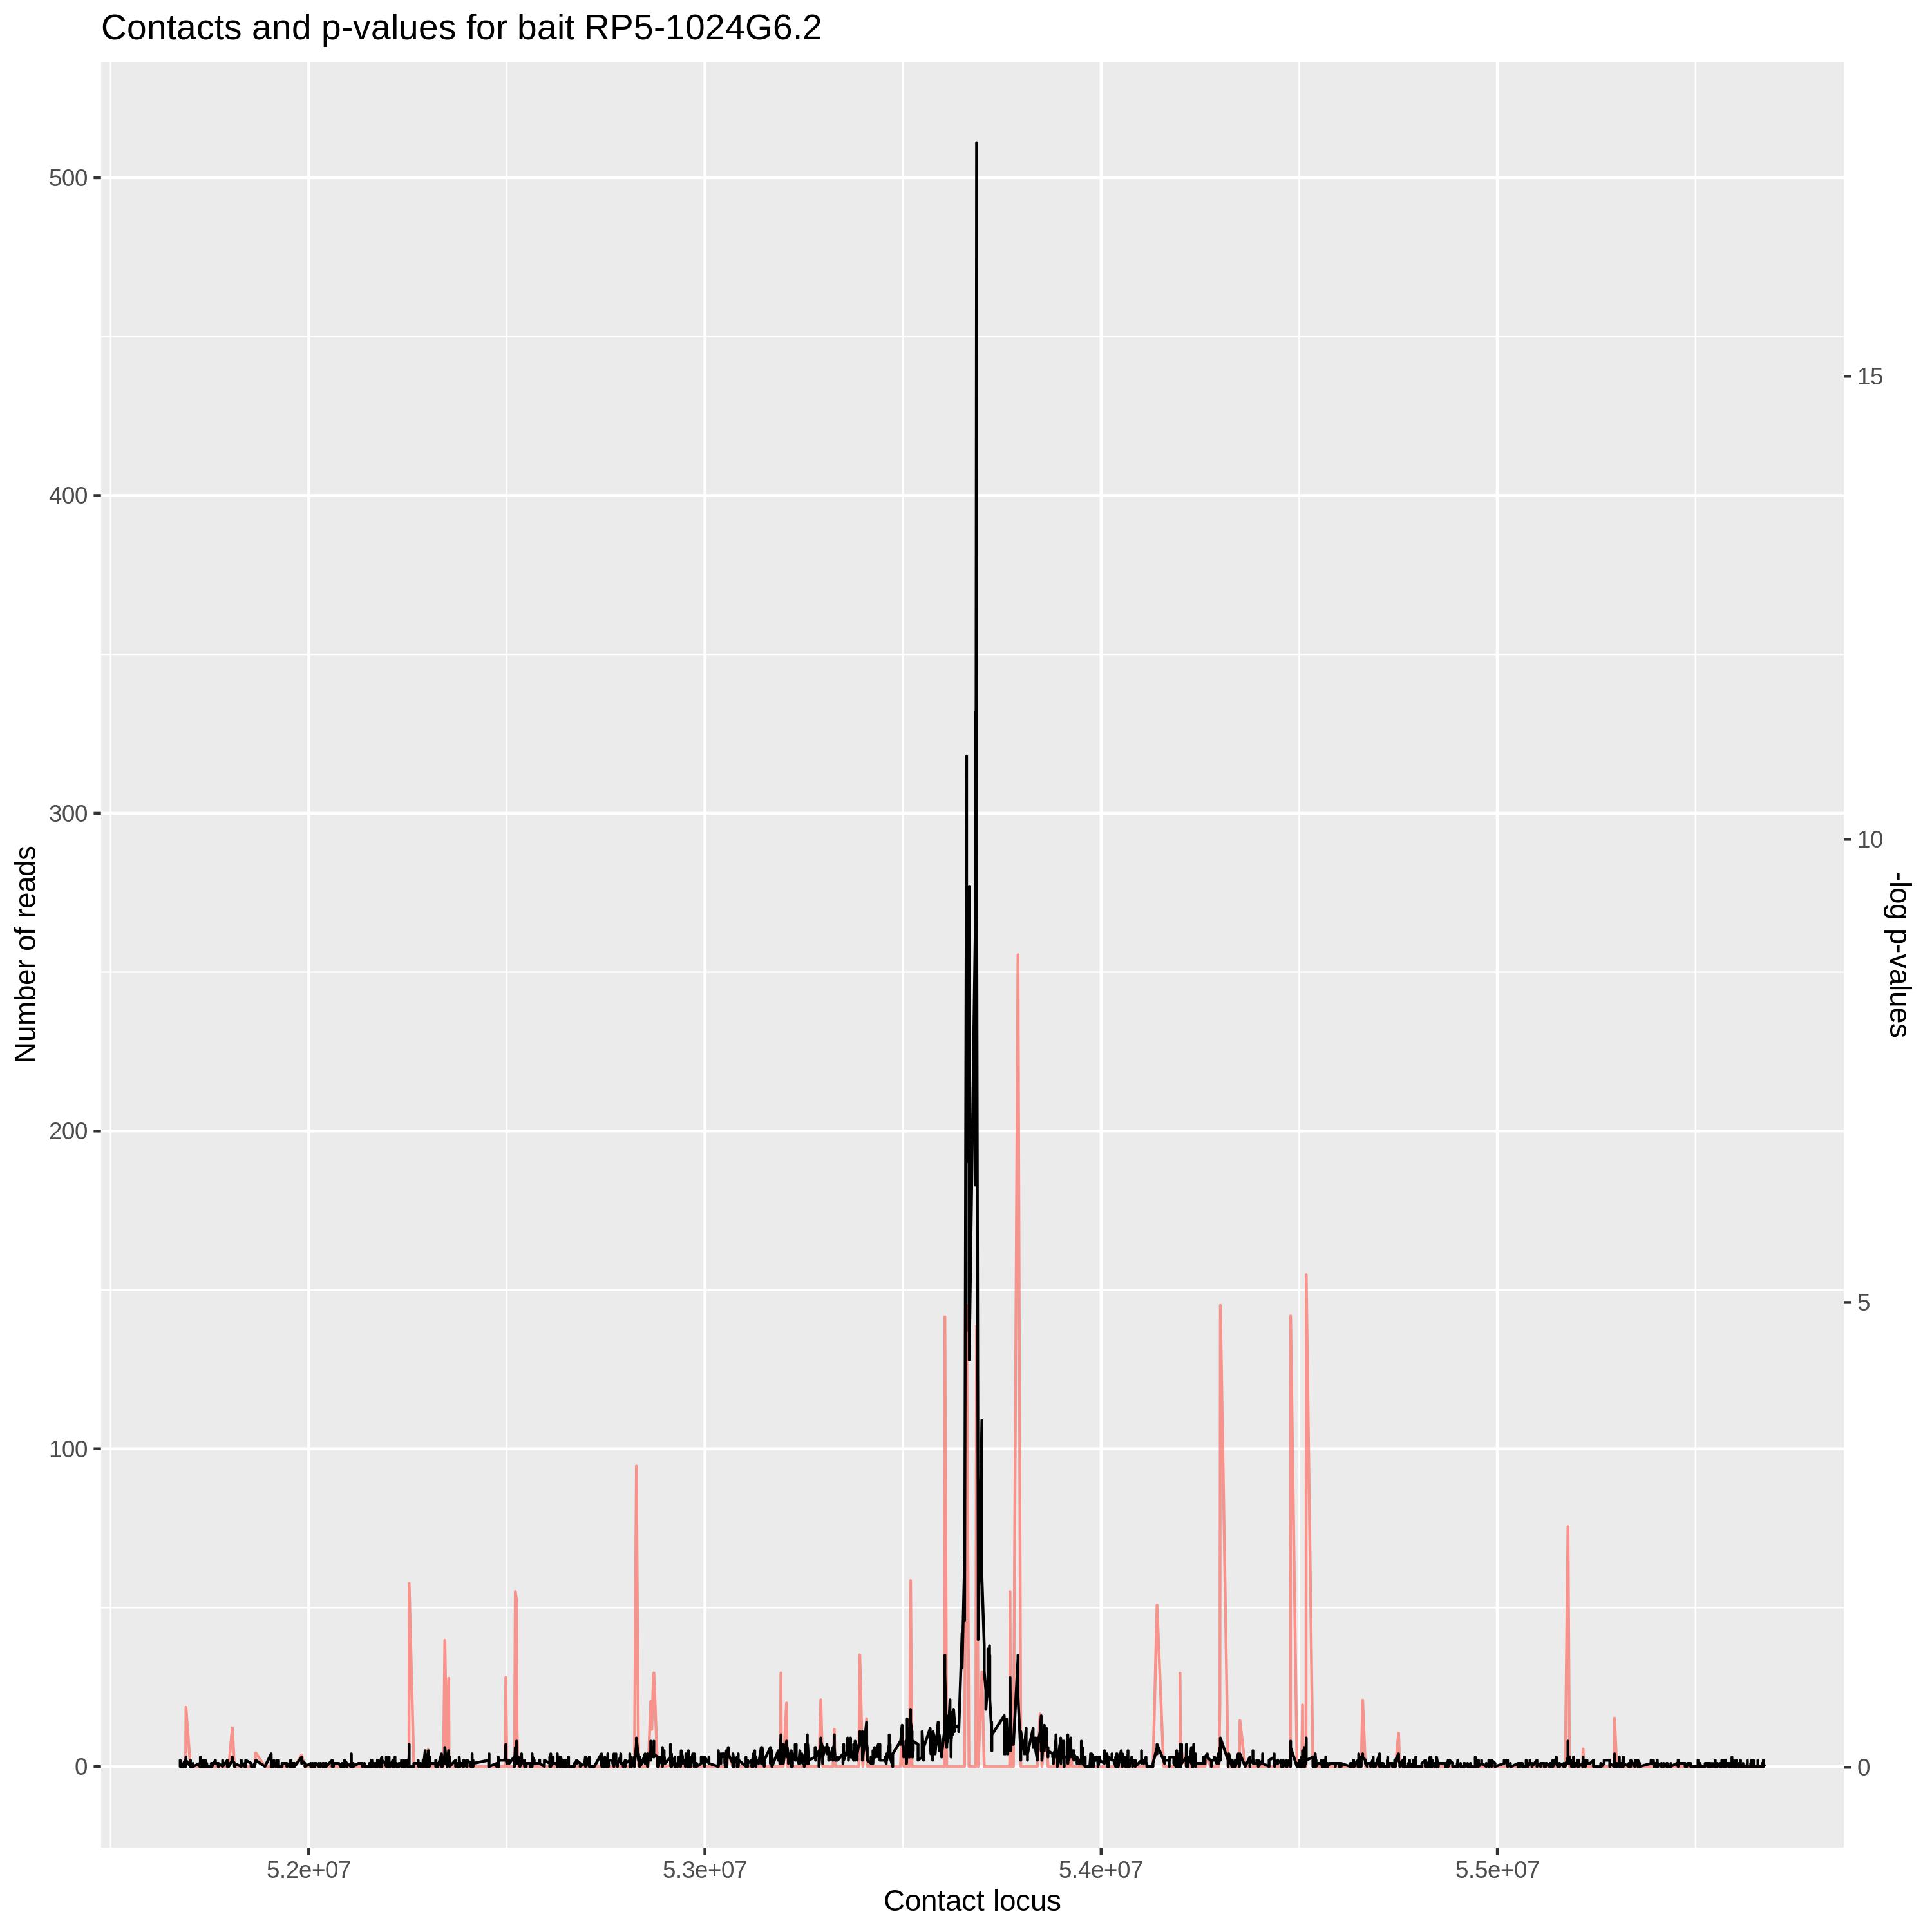 Contacts and p-values for bait RP5-1024G6.2
500
400
300
200
100
0
Number of reads
15
10
5
0
-log p-values
5.2e+07 5.3e+07 5.4e+07 5.5e+07
Contact locus